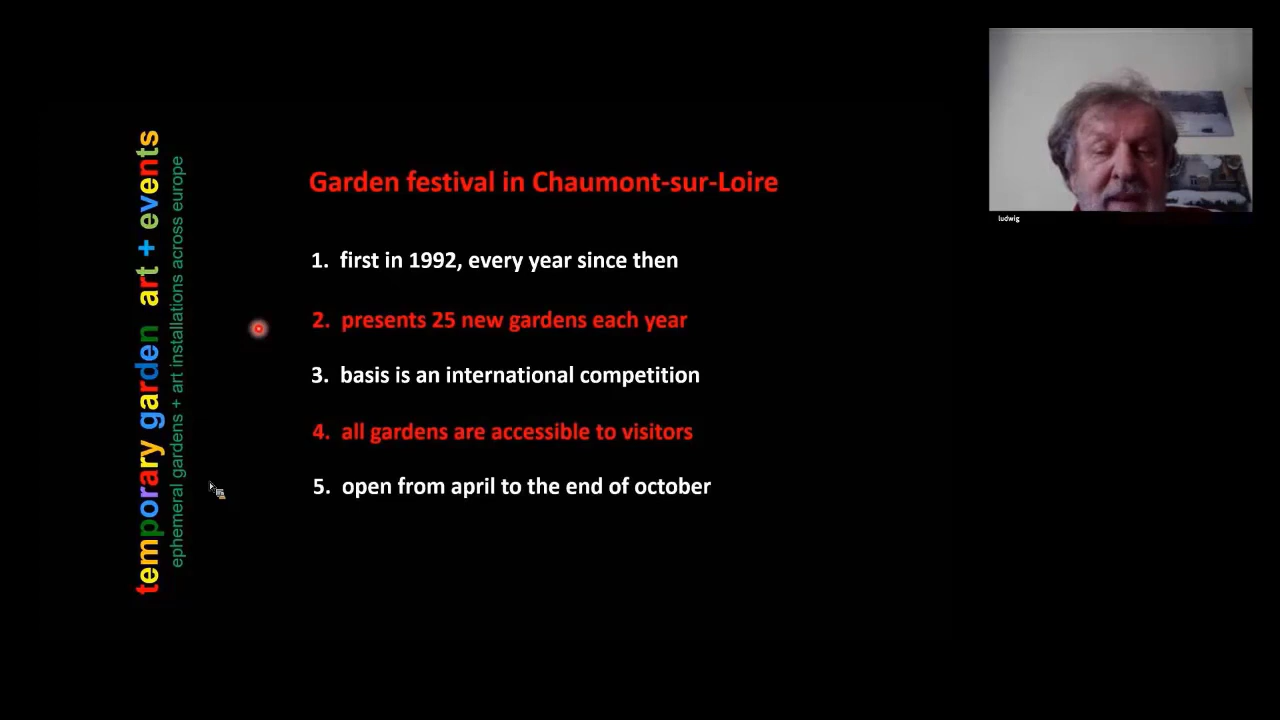 temporary garden art + events
ephemeral gardens + art installations across europe
Garden festival in Chaumont-sur-Loire
1. first in 1992, every year since then
2. presents 25 new gardens each year
3. basis is an international competition
4. all gardens are accessible to visitors
5. open from april to the end of october
ludwig